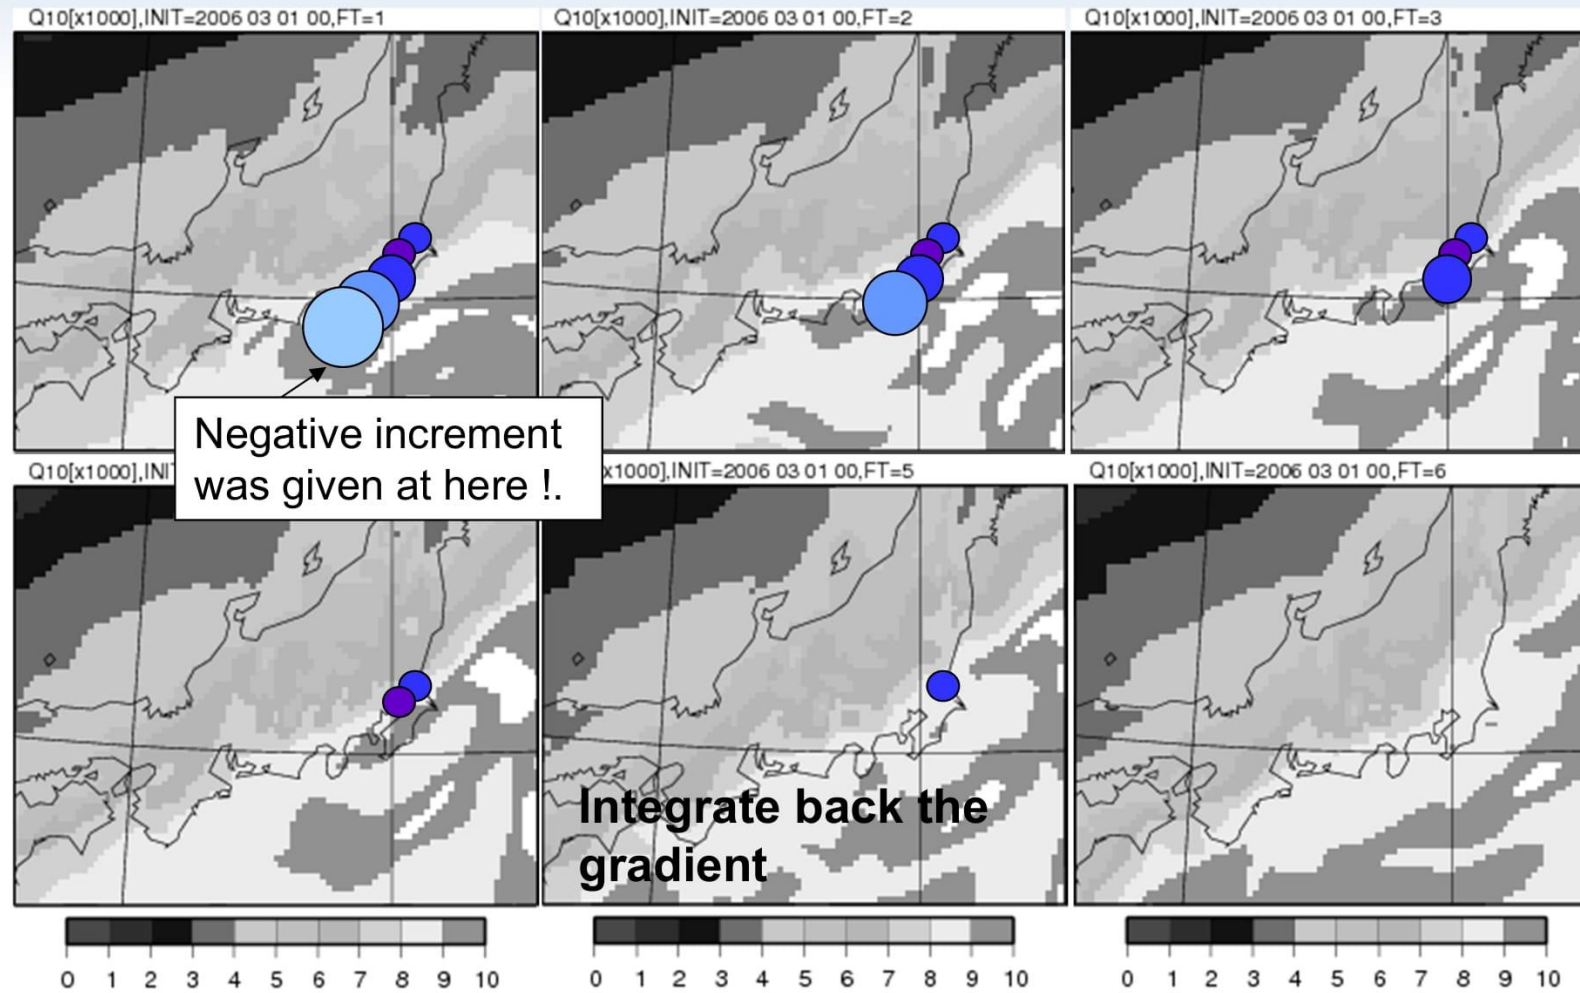 Q10[x1000],INIT=2006 03 01 00,FT=1
Q10[x1000],INIT=2006 03 01 00,FT=2
Q10[x1000],INIT=2006 03 01 00,FT=3
Negative increment
was given at here !.
Q10[x1000],INI
x1000],INIT=2006 03 01 00,FT=5
Q10[x1000],INIT=2006 03 01 00,FT=6
Integrate back the
gradient
0 1 2 3 4 5 6 7 8 9 10
0 1 2 3 4 5 6 7 8 9 10
0 1 2 3 4 5 6 7 8 9 10